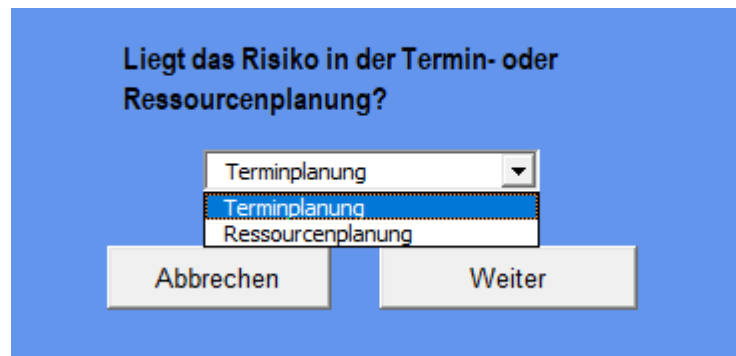 Liegt das Risiko in der Termin- oder
Ressourcenplanung?
Terminplanung
Terminplanung
Ressourcenplanung
Abbrechen
Weiter